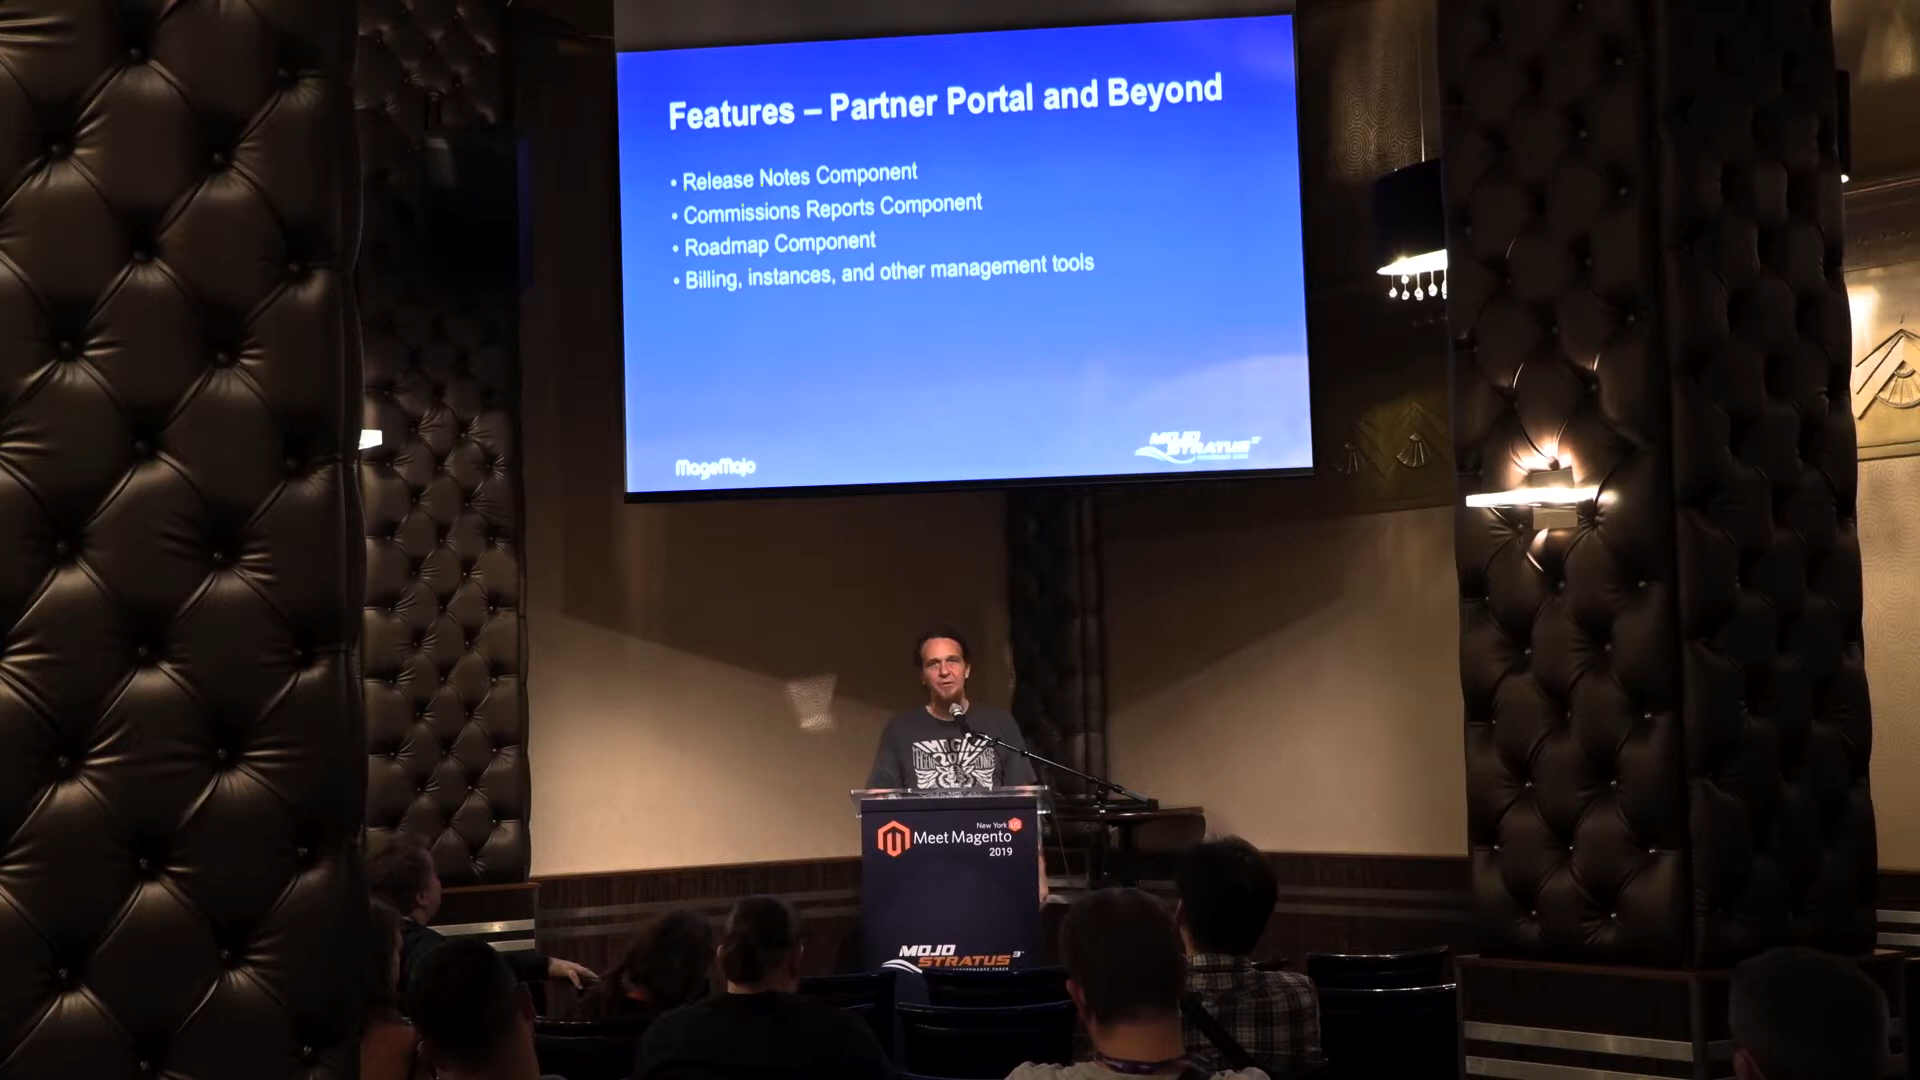 Features – Partner Portal and Beyond
• Release Notes Component
• Commissions Reports Component
• Roadmap Component
• Billing, instances, and other management tools
MageMojo
MOJO
STRATUS
New York US
Meet Magento
2019
MOJO
STRATUS